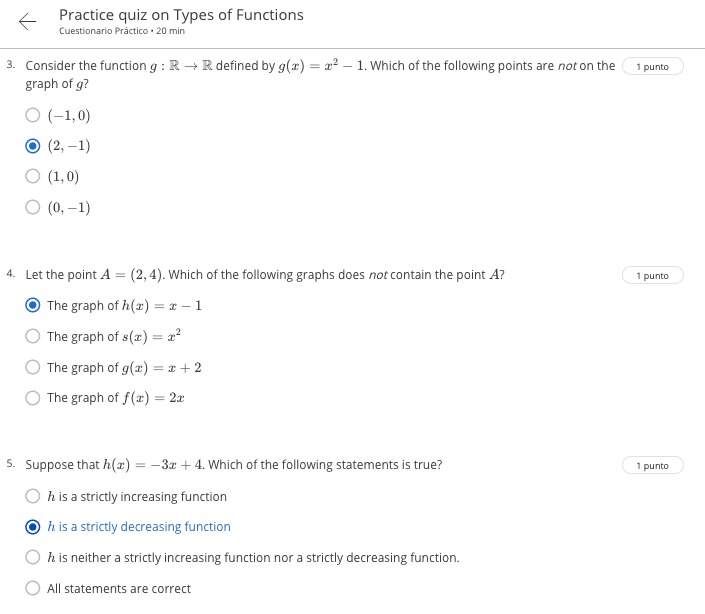 Practice quiz on Types of Functions
Cuestionario Práctico • 20 min
3. Consider the function g : ℝ → ℝ defined by g(x) = x² − 1. Which of the following points are not on the 1 punto
graph of g?
(−1, 0)
(2, −1)
(1, 0)
(0, −1)
4. Let the point A = (2, 4). Which of the following graphs does not contain the point A? 1 punto
The graph of h(x) = x − 1
The graph of s(x) = x²
The graph of g(x) = x + 2
The graph of f(x) = 2x
5. Suppose that h(x) = −3x + 4. Which of the following statements is true? 1 punto
h is a strictly increasing function
h is a strictly decreasing function
h is neither a strictly increasing function nor a strictly decreasing function.
All statements are correct